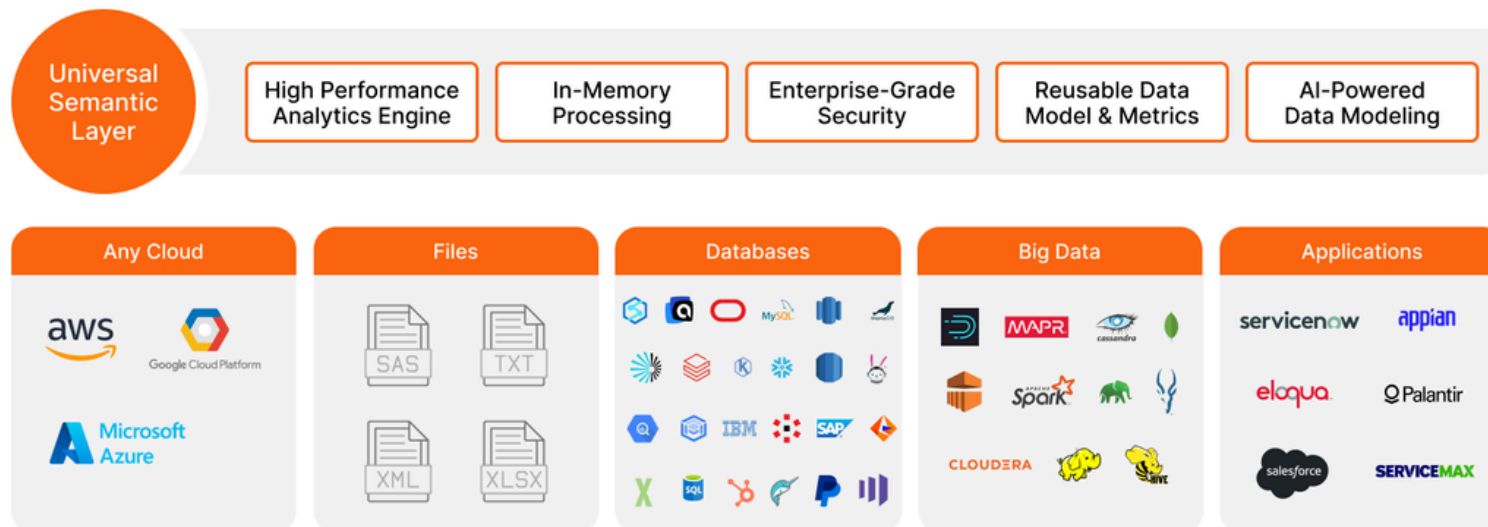 Universal
Semantic
Layer
High Performance
Analytics Engine
In-Memory
Processing
Enterprise-Grade
Security
Reusable Data
Model & Metrics
AI-Powered
Data Modeling
Any Cloud
aws
Google Cloud Platform
Microsoft
Azure
Files
SAS
TXT
XML
XLSX
Databases
MySQL
IBM
SAP
SQL
Big Data
MAPR
cassandra
APACHE
Spark
CLOUDERA
HIVE
Applications
servicenow
appian
eloqua
Palantir
salesforce
SERVICEMAX